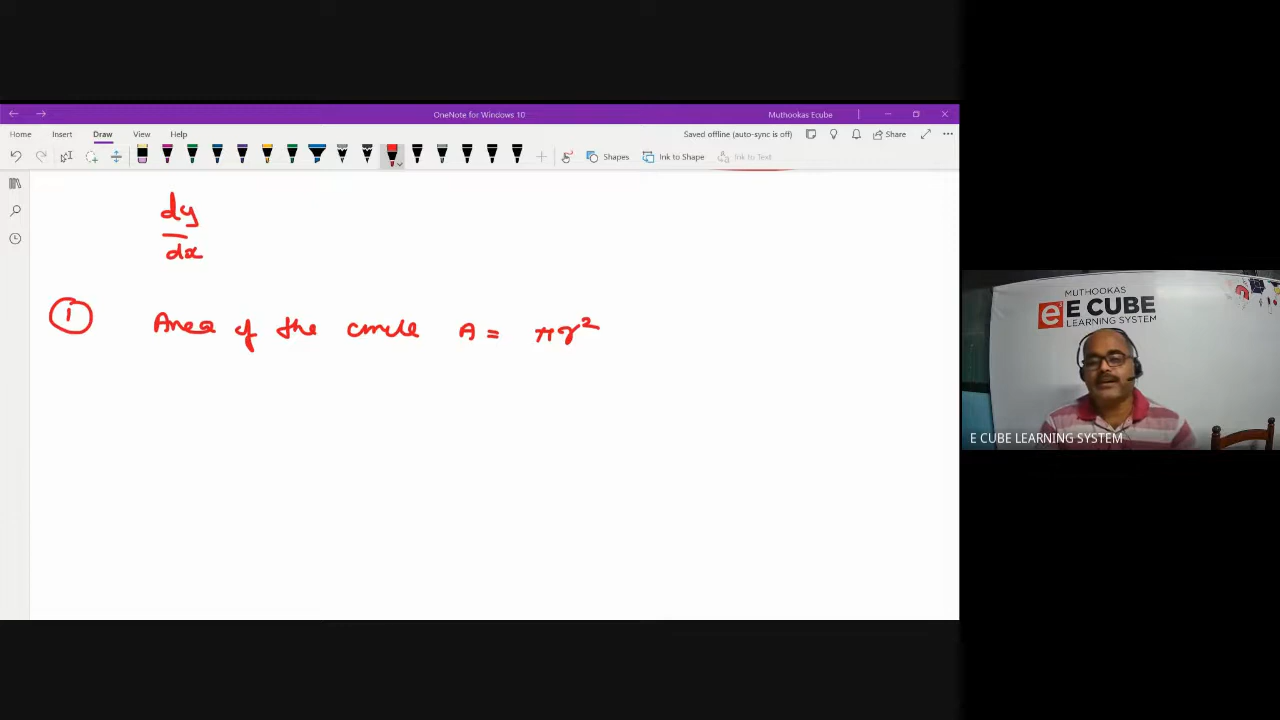 OneNote for Windows 10
Muthookas Ecube
Home Insert Draw View Help
Saved offline (auto-sync is off)
Share
Shapes
Ink to Shape
Ink to Text
dy
dx
1 Area of the circle A = πr²
MUTHOOKAS
e3 E CUBE
LEARNING SYSTEM
E CUBE LEARNING SYSTEM